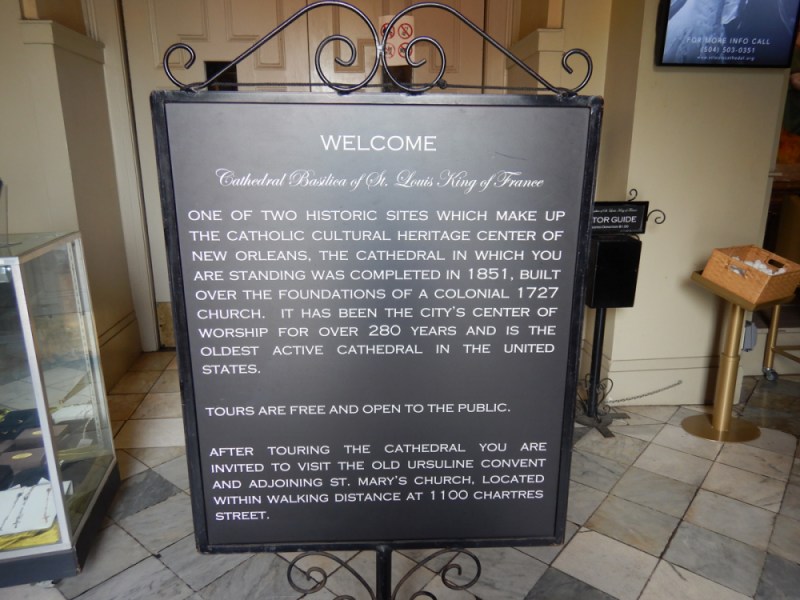 FOR MORE INFO CALL
(504) 503-0351
WELCOME
Cathedral Basilica of St. Louis King of France
ONE OF TWO HISTORIC SITES WHICH MAKE UP
THE CATHOLIC CULTURAL HERITAGE CENTER OF
NEW ORLEANS, THE CATHEDRAL IN WHICH YOU
ARE STANDING WAS COMPLETED IN 1851, BUILT
OVER THE FOUNDATIONS OF A COLONIAL 1727
CHURCH. IT HAS BEEN THE CITY'S CENTER OF
WORSHIP FOR OVER 280 YEARS AND IS THE
OLDEST ACTIVE CATHEDRAL IN THE UNITED
STATES.
TOURS ARE FREE AND OPEN TO THE PUBLIC.
AFTER TOURING THE CATHEDRAL YOU ARE
INVITED TO VISIT THE OLD URSULINE CONVENT
AND ADJOINING ST. MARY'S CHURCH, LOCATED
WITHIN WALKING DISTANCE AT 1100 CHARTRES
STREET.
TOR GUIDE